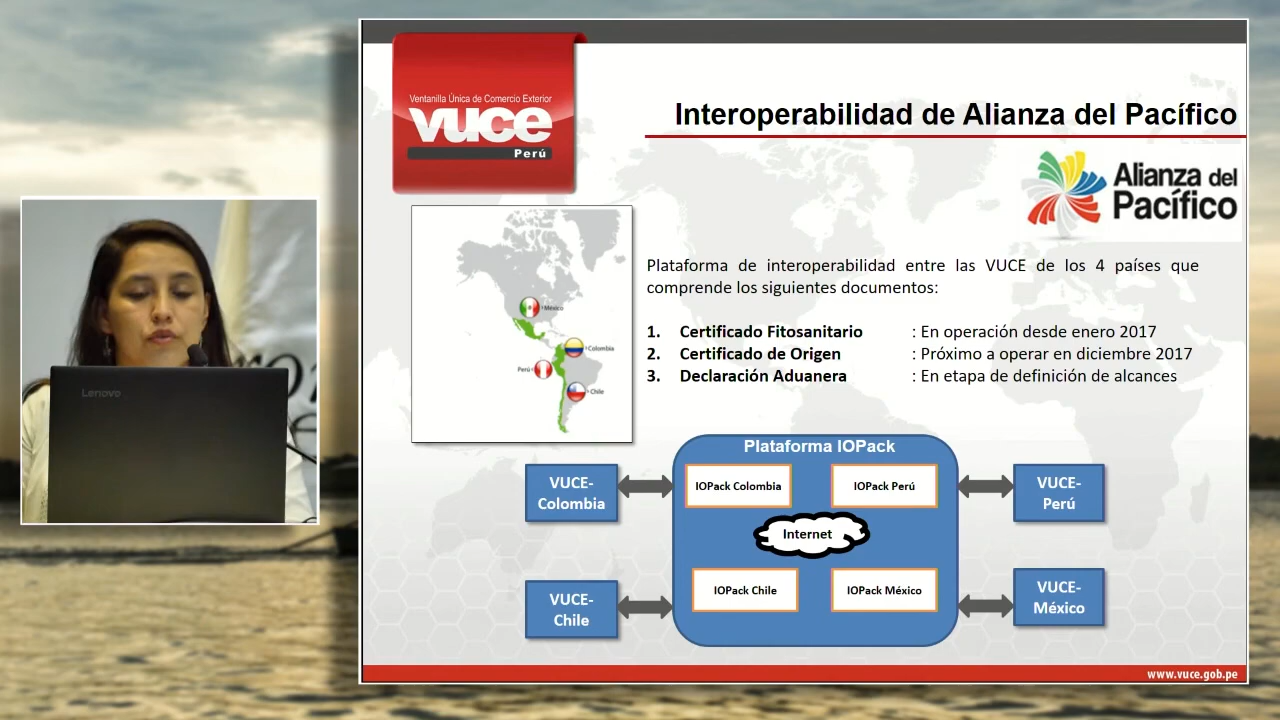 Ventanilla Única de Comercio Exterior
vuce
Perú
Interoperabilidad de Alianza del Pacífico
Alianza del
Pacífico
México
Colombia
Perú
Chile
Plataforma de interoperabilidad entre las VUCE de los 4 países que
comprende los siguientes documentos:
1. Certificado Fitosanitario : En operación desde enero 2017
2. Certificado de Origen : Próximo a operar en diciembre 2017
3. Declaración Aduanera : En etapa de definición de alcances
Plataforma IOPack
VUCE-
Colombia
IOPack Colombia
IOPack Perú
VUCE-
Perú
Internet
VUCE-
Chile
IOPack Chile
IOPack México
VUCE-
México
www.vuce.gob.pe
Lenovo